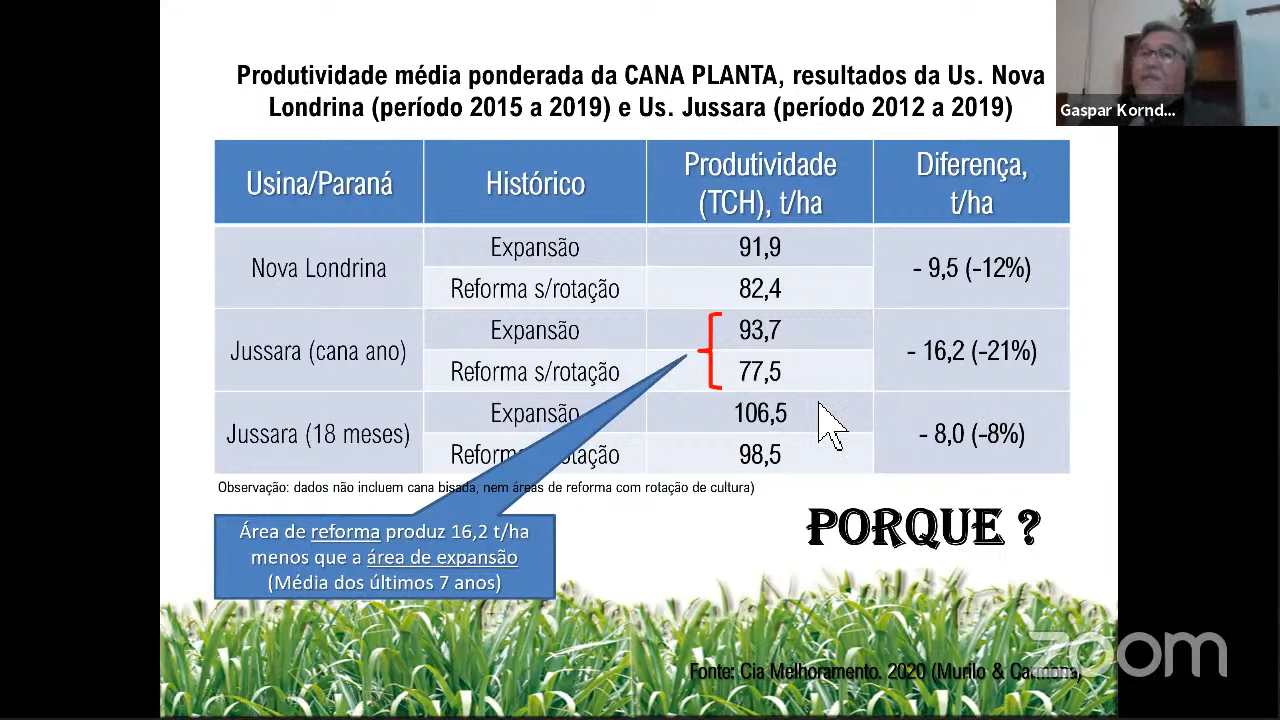 Produtividade média ponderada da CANA PLANTA, resultados da Us. Nova
Londrina (período 2015 a 2019) e Us. Jussara (período 2012 a 2019)
Gaspar Kornd...
Usina/Paraná
Histórico
Produtividade
(TCH), t/ha
Diferença,
t/ha
Nova Londrina
Expansão
91,9
- 9,5 (-12%)
Reforma s/rotação
82,4
Jussara (cana ano)
Expansão
93,7
- 16,2 (-21%)
Reforma s/rotação
77,5
Jussara (18 meses)
Expansão
106,5
- 8,0 (-8%)
Reforma s/rotação
98,5
Observação: dados não incluem cana bisada, nem áreas de reforma com rotação de cultura)
Área de reforma produz 16,2 t/ha
menos que a área de expansão
(Média dos últimos 7 anos)
PORQUE ?
Fonte: Cia Melhoramento. 2020 (Murilo & Carmona)
zoom